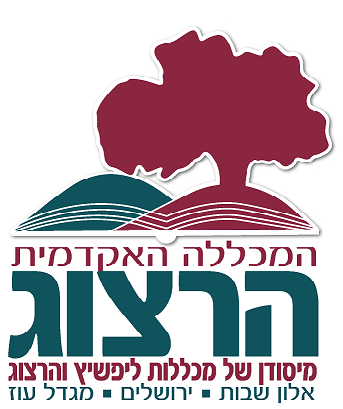 המכללה האקדמית
הרצוג
מיסודן של מכללות ליפשיץ והרצוג
אלון שבות ▪ ירושלים ▪ מגדל עוז